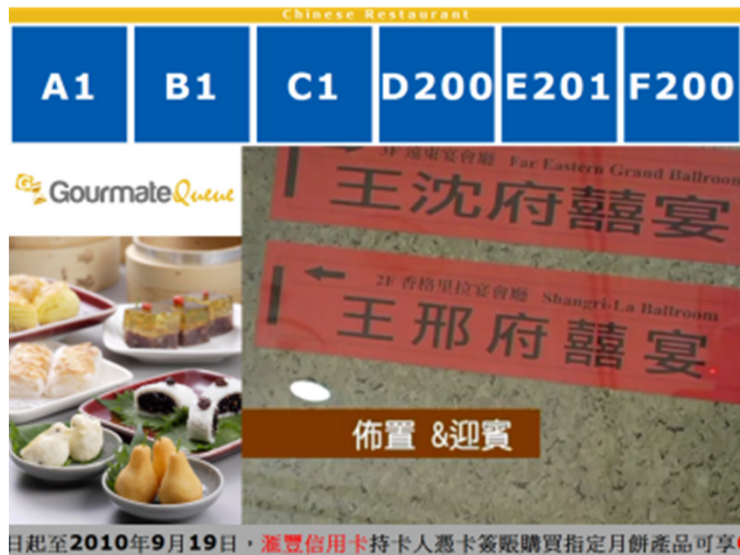 Chinese Restaurant
A1 B1 C1 D200 E201 F200
GourmateQueue
3F 遠東宴會廳 Far Eastern Grand Ballroom
王沈府囍宴
2F 香格里拉宴會廳 Shangri-La Ballroom
王邢府囍宴
佈置 &迎賓
日起至2010年9月19日，滙豐信用卡持卡人憑卡簽賬購買指定月餅產品可享